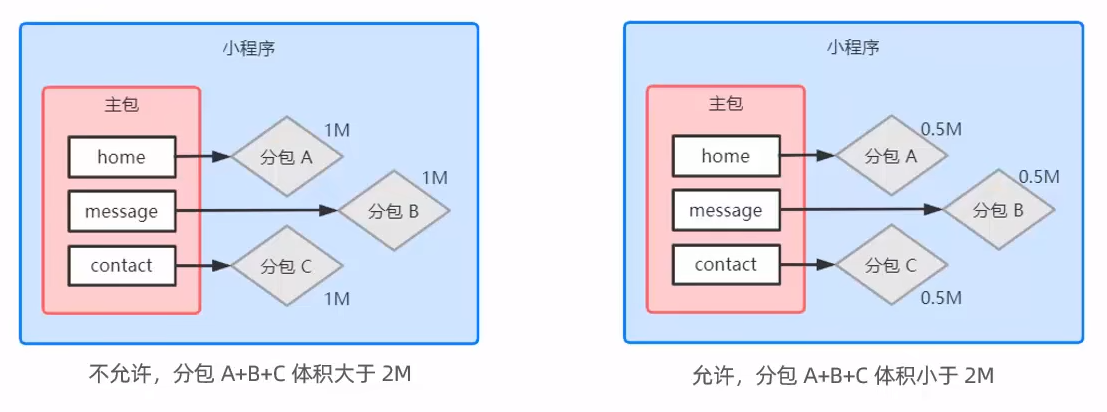 小程序
主包
home
message
contact
分包 A
1M
分包 B
1M
分包 C
1M
不允许，分包 A+B+C 体积大于 2M
小程序
主包
home
message
contact
分包 A
0.5M
分包 B
0.5M
分包 C
0.5M
允许，分包 A+B+C 体积小于 2M